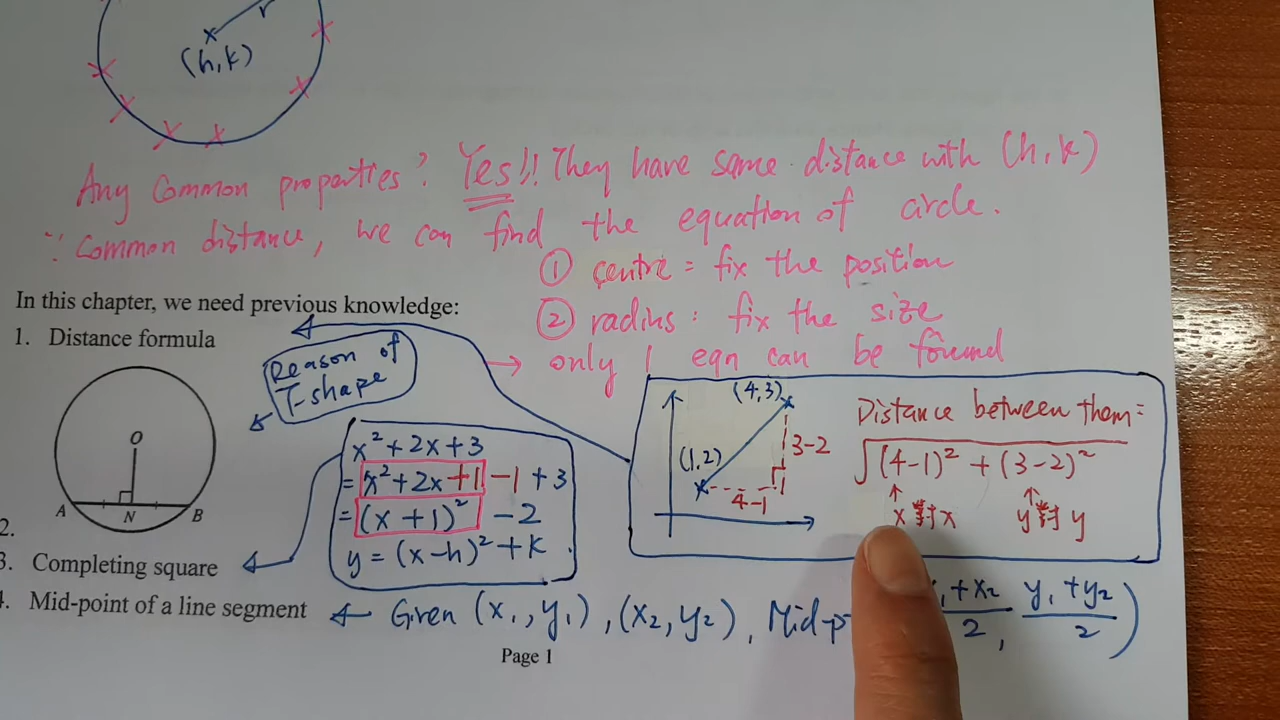 r
(h,k)
Any Common properties? Yes!! They have same distance with (h,k)
∵ Common distance, we can find the equation of circle.
① centre = fix the position
② radius: fix the size
→ only 1 eqn can be found
In this chapter, we need previous knowledge:
1. Distance formula
Reason of
T-shape
O
A N B
2.
x²+2x+3
= x²+2x+1 -1 +3
= (x+1)² -2
y = (x-h)² + k
(4,3)
(1,2)
3-2
4-1
Distance between them =
√(4-1)² + (3-2)²
x對x y對y
3. Completing square
4. Mid-point of a line segment ← Given (x₁,y₁),(x₂,y₂), Mid-p +x₂/2, y₁+y₂/2)
Page 1